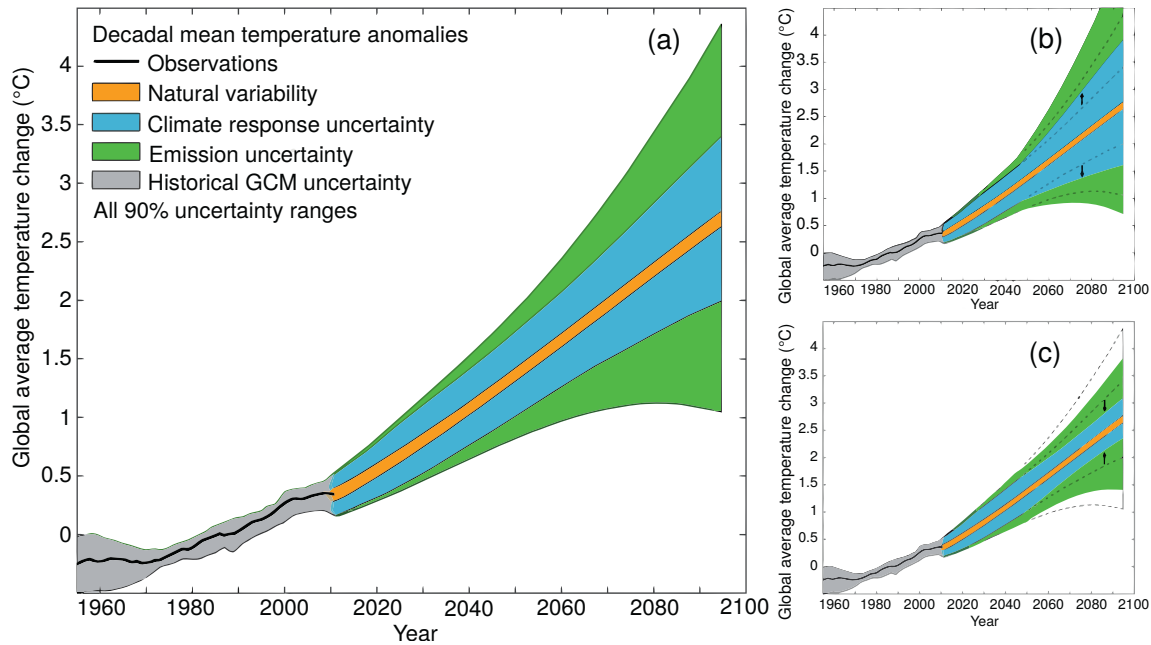 Decadal mean temperature anomalies
Observations
Natural variability
Climate response uncertainty
Emission uncertainty
Historical GCM uncertainty
All 90% uncertainty ranges
(a)
Global average temperature change (°C)
4
3.5
3
2.5
2
1.5
1
0.5
0
1960 1980 2000 2020 2040 2060 2080 2100
Year
(b)
Global average temperature change (°C)
4.5
4
3.5
3
2.5
2
1.5
1
0.5
0
1960 1980 2000 2020 2040 2060 2080 2100
Year
(c)
Global average temperature change (°C)
4
3.5
3
2.5
2
1.5
1
0.5
0
1960 1980 2000 2020 2040 2060 2080 2100
Year